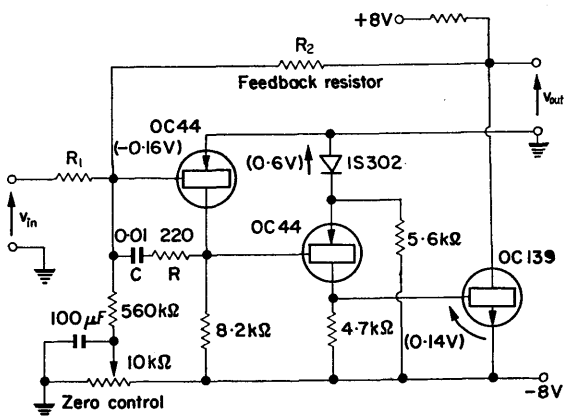 +8V
R2
Feedback resistor
Vout
OC44
(-0·16V)
(0·6V)
1S302
R1
Vin
OC44
0·01
220
C
R
5·6kΩ
OC139
100μF
560kΩ
8·2kΩ
4·7kΩ
(0·14V)
10kΩ
Zero control
-8V